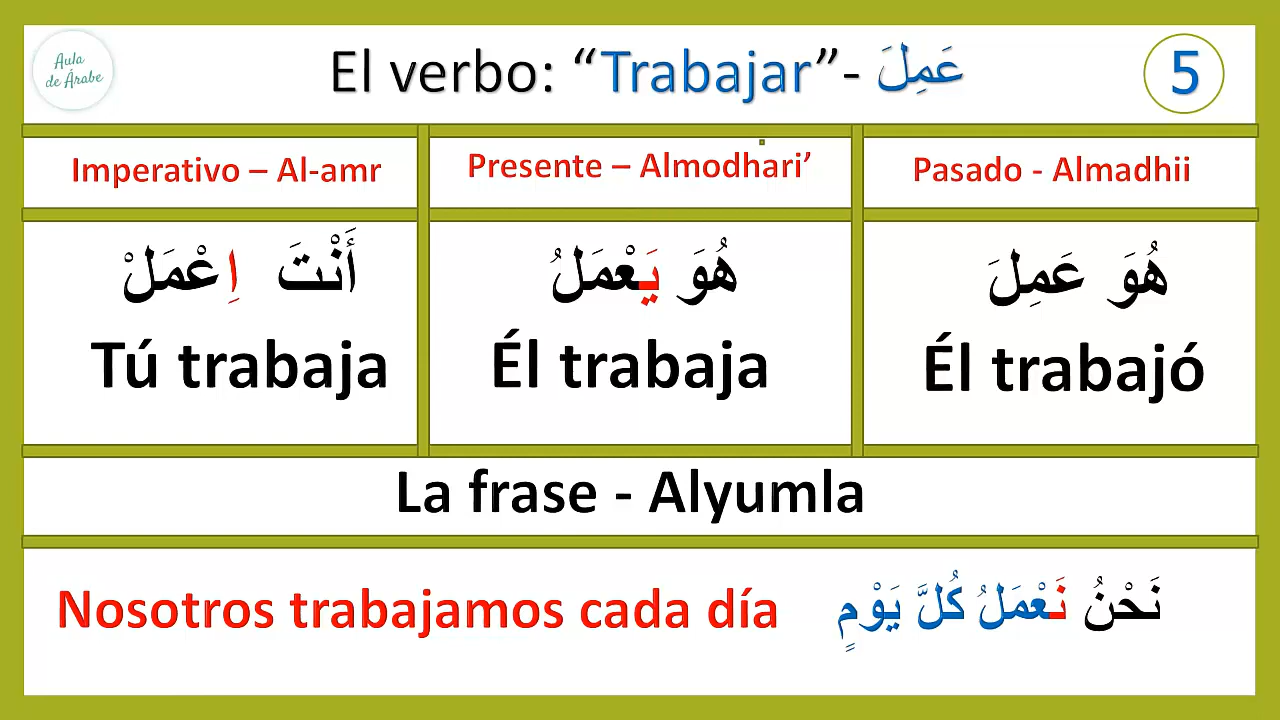 Aula
de Árabe
El verbo: “Trabajar”- عَمِلَ
5
Imperativo – Al-amr
Presente – Almodhari’
Pasado - Almadhii
أَنْتَ اِعْمَلْ
هُوَ يَعْمَلُ
هُوَ عَمِلَ
Tú trabaja
Él trabaja
Él trabajó
La frase - Alyumla
Nosotros trabajamos cada día
نَحْنُ نَعْمَلُ كُلَّ يَوْمٍ